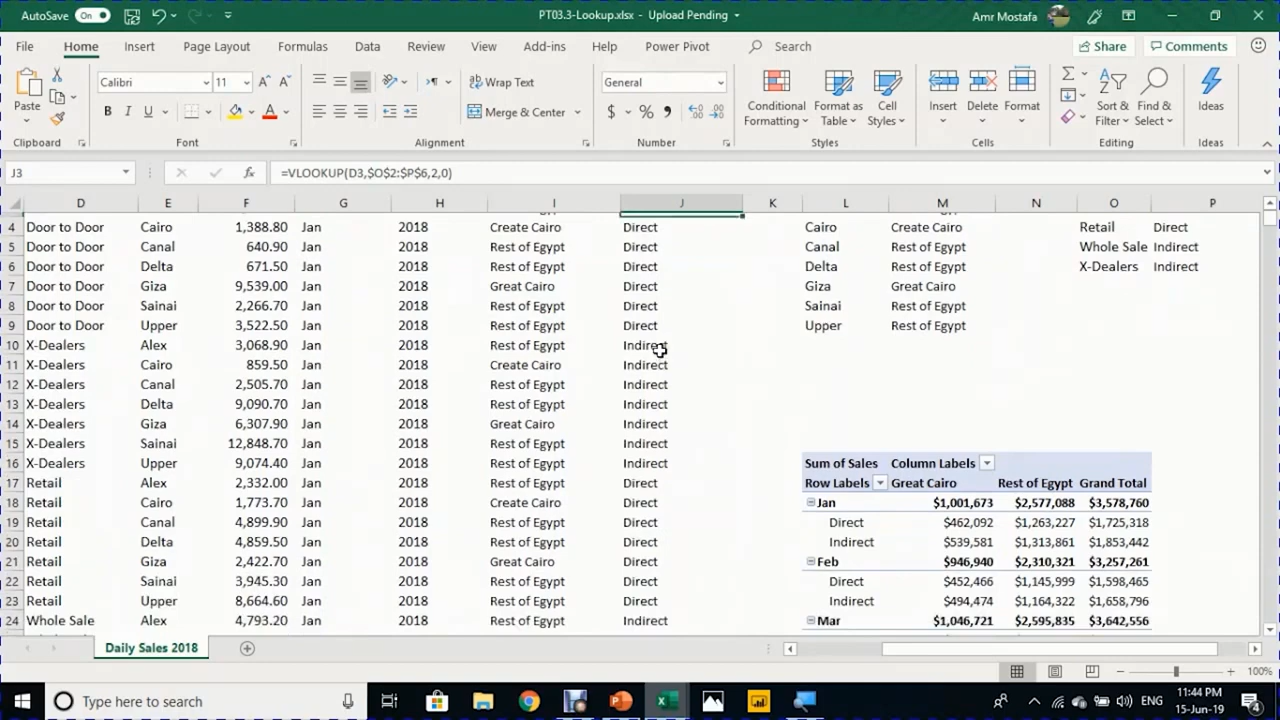 AutoSave On PT03.3-Lookup.xlsx - Upload Pending Amr Mostafa
File Home Insert Page Layout Formulas Data Review View Add-ins Help Power Pivot Search Share Comments
Paste Calibri 11 A A Wrap Text General Conditional Formatting Format as Table Cell Styles Insert Delete Format Sort & Filter Find & Select Ideas
B I U A Merge & Center $ % ,
Clipboard Font Alignment Number Styles Cells Editing Ideas
J3 fx =VLOOKUP(D3,$O$2:$P$6,2,0)
D E F G H I J K L M N O P
4 Door to Door Cairo 1,388.80 Jan 2018 Create Cairo Direct Cairo Create Cairo Retail Direct
5 Door to Door Canal 640.90 Jan 2018 Rest of Egypt Direct Canal Rest of Egypt Whole Sale Indirect
6 Door to Door Delta 671.50 Jan 2018 Rest of Egypt Direct Delta Rest of Egypt X-Dealers Indirect
7 Door to Door Giza 9,539.00 Jan 2018 Great Cairo Direct Giza Great Cairo
8 Door to Door Sainai 2,266.70 Jan 2018 Rest of Egypt Direct Sainai Rest of Egypt
9 Door to Door Upper 3,522.50 Jan 2018 Rest of Egypt Direct Upper Rest of Egypt
10 X-Dealers Alex 3,068.90 Jan 2018 Rest of Egypt Indirect
11 X-Dealers Cairo 859.50 Jan 2018 Create Cairo Indirect
12 X-Dealers Canal 2,505.70 Jan 2018 Rest of Egypt Indirect
13 X-Dealers Delta 9,090.70 Jan 2018 Rest of Egypt Indirect
14 X-Dealers Giza 6,307.90 Jan 2018 Great Cairo Indirect
15 X-Dealers Sainai 12,848.70 Jan 2018 Rest of Egypt Indirect
16 X-Dealers Upper 9,074.40 Jan 2018 Rest of Egypt Indirect Sum of Sales Column Labels
17 Retail Alex 2,332.00 Jan 2018 Rest of Egypt Direct Row Labels Great Cairo Rest of Egypt Grand Total
18 Retail Cairo 1,773.70 Jan 2018 Create Cairo Direct Jan $1,001,673 $2,577,088 $3,578,760
19 Retail Canal 4,899.90 Jan 2018 Rest of Egypt Direct Direct $462,092 $1,263,227 $1,725,318
20 Retail Delta 4,859.50 Jan 2018 Rest of Egypt Direct Indirect $539,581 $1,313,861 $1,853,442
21 Retail Giza 2,422.70 Jan 2018 Great Cairo Direct Feb $946,940 $2,310,321 $3,257,261
22 Retail Sainai 3,945.30 Jan 2018 Rest of Egypt Direct Direct $452,466 $1,145,999 $1,598,465
23 Retail Upper 8,664.60 Jan 2018 Rest of Egypt Direct Indirect $494,474 $1,164,322 $1,658,796
24 Whole Sale Alex 4,793.20 Jan 2018 Rest of Egypt Indirect Mar $1,046,721 $2,595,835 $3,642,556
Daily Sales 2018
100%
Type here to search ENG 11:44 PM
15-Jun-19 4